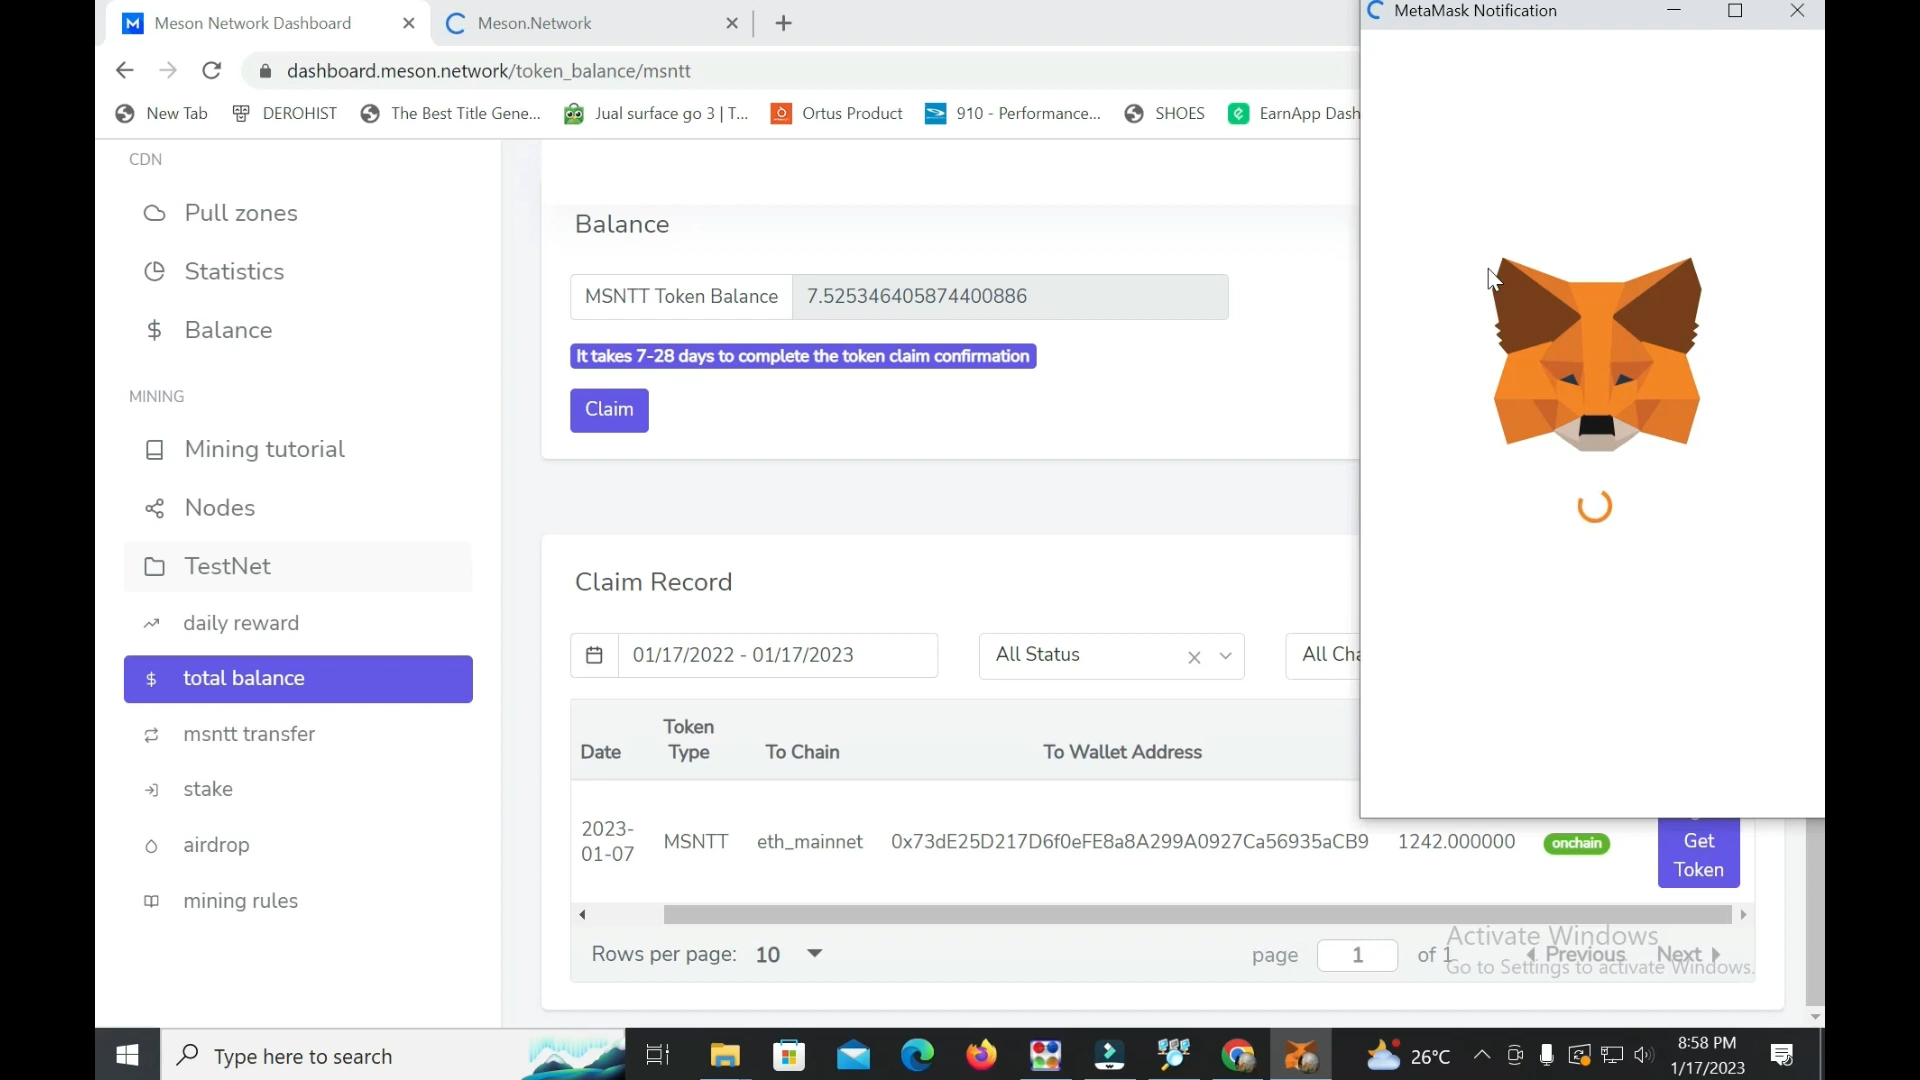 Meson Network Dashboard
Meson.Network
MetaMask Notification
dashboard.meson.network/token_balance/msntt
New Tab
DEROHIST
The Best Title Gene...
Jual surface go 3 | T...
Ortus Product
910 - Performance...
SHOES
EarnApp Dash
CDN
Pull zones
Statistics
Balance
MINING
Mining tutorial
Nodes
TestNet
daily reward
total balance
msntt transfer
stake
airdrop
mining rules
Balance
MSNTT Token Balance 7.525346405874400886
It takes 7-28 days to complete the token claim confirmation
Claim
Claim Record
01/17/2022 - 01/17/2023
All Status
All Cha
Date
Token
Type
To Chain
To Wallet Address
2023-
01-07
MSNTT
eth_mainnet
0x73dE25D217D6f0eFE8a8A299A0927Ca56935aCB9
1242.000000
onchain
Get
Token
Rows per page: 10
page 1 of 1
Previous
Next
Activate Windows
Go to Settings to activate Windows.
Type here to search
26°C
8:58 PM
1/17/2023